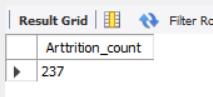 Result Grid Filter Ro
Arttrition_count
237